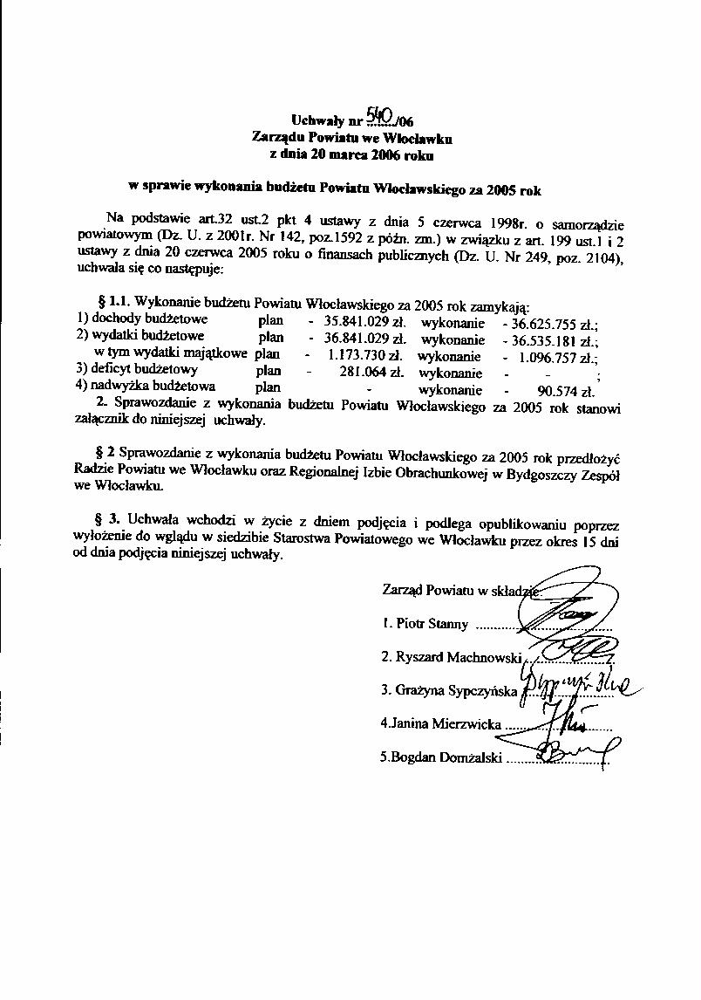 Uchwały nr 540/06
Zarządu Powiatu we Włocławku
z dnia 20 marca 2006 roku
w sprawie wykonania budżetu Powiatu Włocławskiego za 2005 rok
Na podstawie art.32 ust.2 pkt 4 ustawy z dnia 5 czerwca 1998r. o samorządzie
powiatowym (Dz. U. z 2001r. Nr 142, poz.1592 z późn. zm.) w związku z art. 199 ust.1 i 2
ustawy z dnia 20 czerwca 2005 roku o finansach publicznych (Dz. U. Nr 249, poz. 2104),
uchwala się co następuje:
§ 1.1. Wykonanie budżetu Powiatu Włocławskiego za 2005 rok zamykają:
1) dochody budżetowe plan - 35.841.029 zł. wykonanie - 36.625.755 zł.;
2) wydatki budżetowe plan - 36.841.029 zł. wykonanie - 36.535.181 zł.;
w tym wydatki majątkowe plan - 1.173.730 zł. wykonanie - 1.096.757 zł.;
3) deficyt budżetowy plan - 281.064 zł. wykonanie - - ;
4) nadwyżka budżetowa plan - wykonanie - 90.574 zł.
2. Sprawozdanie z wykonania budżetu Powiatu Włocławskiego za 2005 rok stanowi
załącznik do niniejszej uchwały.
§ 2 Sprawozdanie z wykonania budżetu Powiatu Włocławskiego za 2005 rok przedłożyć
Radzie Powiatu we Włocławku oraz Regionalnej Izbie Obrachunkowej w Bydgoszczy Zespół
we Włocławku.
§ 3. Uchwała wchodzi w życie z dniem podjęcia i podlega opublikowaniu poprzez
wyłożenie do wglądu w siedzibie Starostwa Powiatowego we Włocławku przez okres 15 dni
od dnia podjęcia niniejszej uchwały.
Zarząd Powiatu w składzie:
1. Piotr Stanny
2. Ryszard Machnowski
3. Grażyna Sypczyńska
4.Janina Mierzwicka
5.Bogdan Domżalski